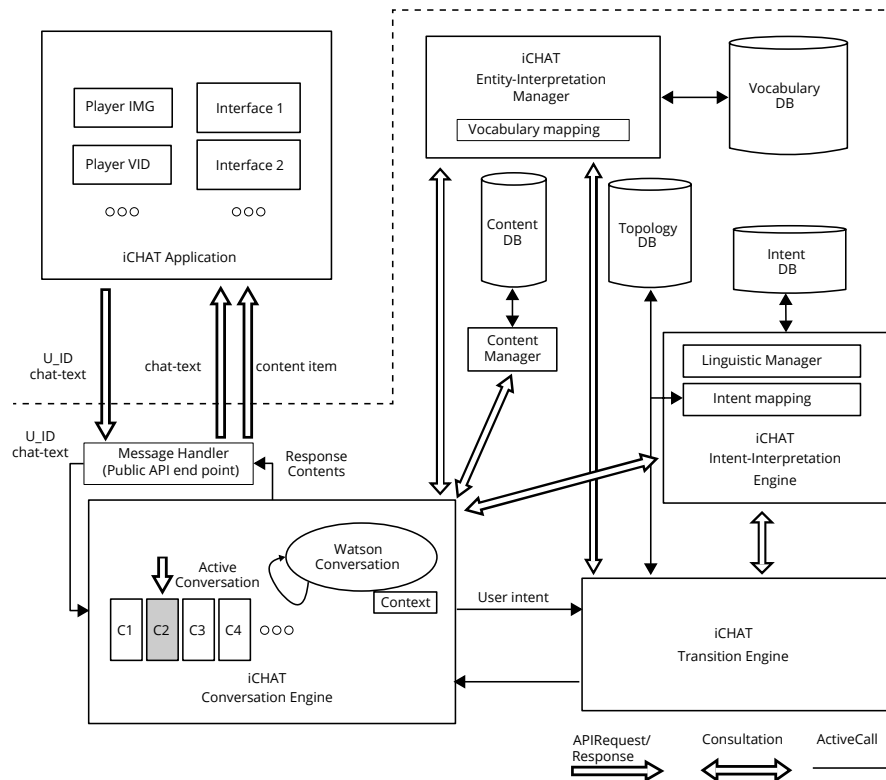 iCHAT
Entity-Interpretation
Manager
Vocabulary mapping
Vocabulary
DB
Player IMG
Interface 1
Player VID
Interface 2
iCHAT Application
Content
DB
Topology
DB
Intent
DB
Content
Manager
Linguistic Manager
Intent mapping
iCHAT
Intent-Interpretation
Engine
U_ID
chat-text
chat-text
content item
U_ID
chat-text
Message Handler
(Public API end point)
Response
Contents
Watson
Conversation
Active
Conversation
Context
C1
C2
C3
C4
iCHAT
Conversation Engine
User intent
iCHAT
Transition Engine
APIRequest/
Response
Consultation
ActiveCall